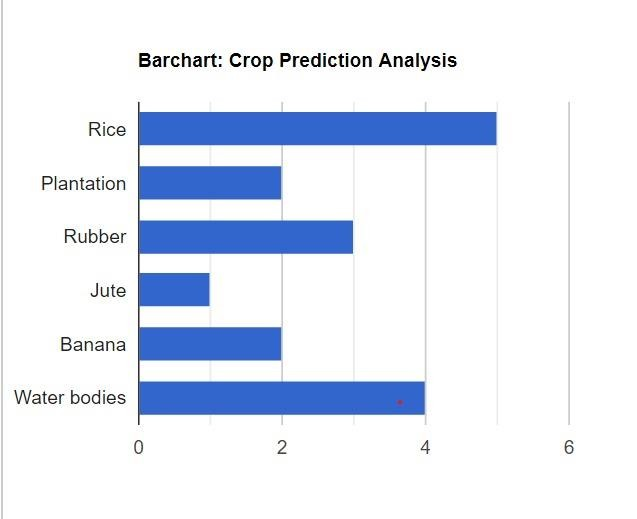 Barchart: Crop Prediction Analysis
Rice
Plantation
Rubber
Jute
Banana
Water bodies
0 2 4 6